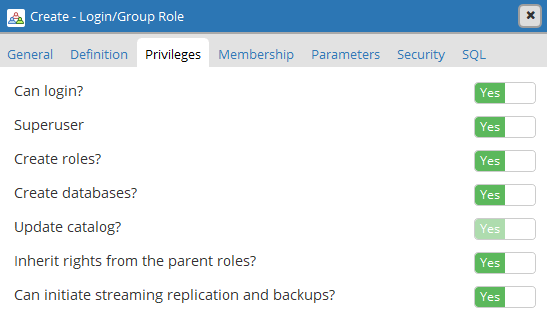 Create - Login/Group Role
General Definition Privileges Membership Parameters Security SQL
Can login? Yes
Superuser Yes
Create roles? Yes
Create databases? Yes
Update catalog? Yes
Inherit rights from the parent roles? Yes
Can initiate streaming replication and backups? Yes